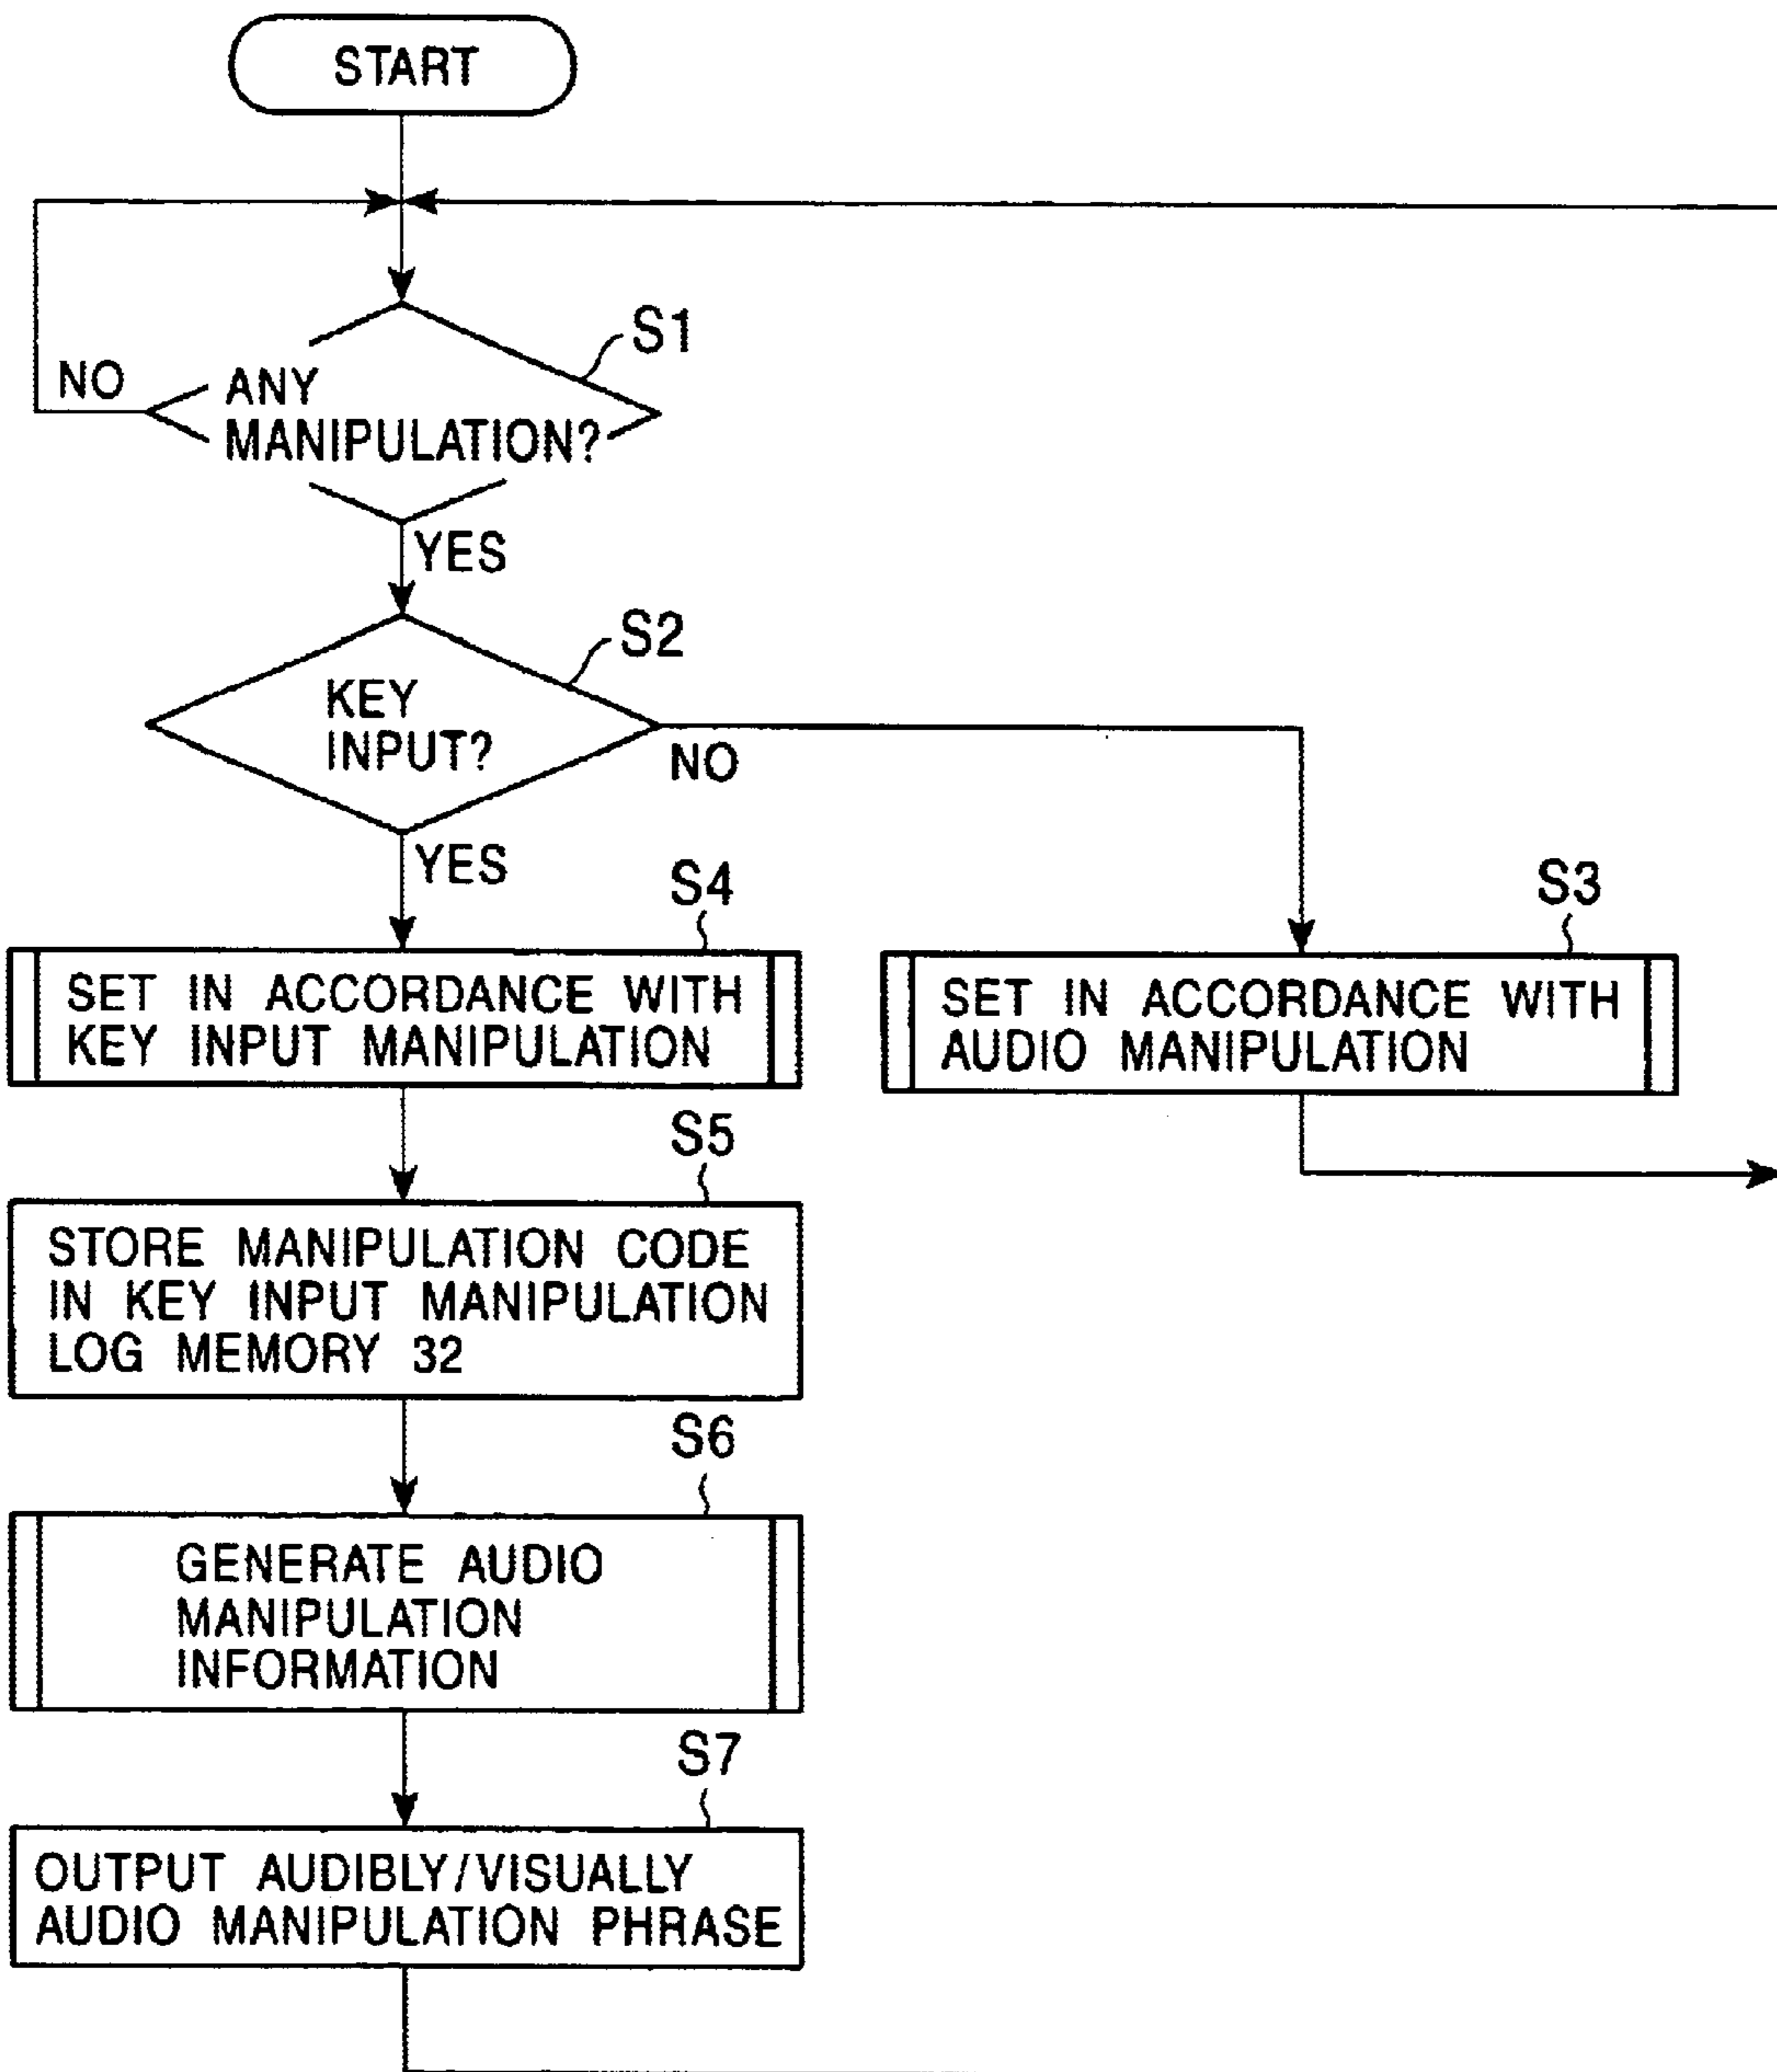 START
S1
NO
ANY
MANIPULATION?
YES
S2
KEY
INPUT?
NO
YES
S4
SET IN ACCORDANCE WITH
KEY INPUT MANIPULATION
S3
SET IN ACCORDANCE WITH
AUDIO MANIPULATION
S5
STORE MANIPULATION CODE
IN KEY INPUT MANIPULATION
LOG MEMORY 32
S6
GENERATE AUDIO
MANIPULATION
INFORMATION
S7
OUTPUT AUDIBLY/VISUALLY
AUDIO MANIPULATION PHRASE